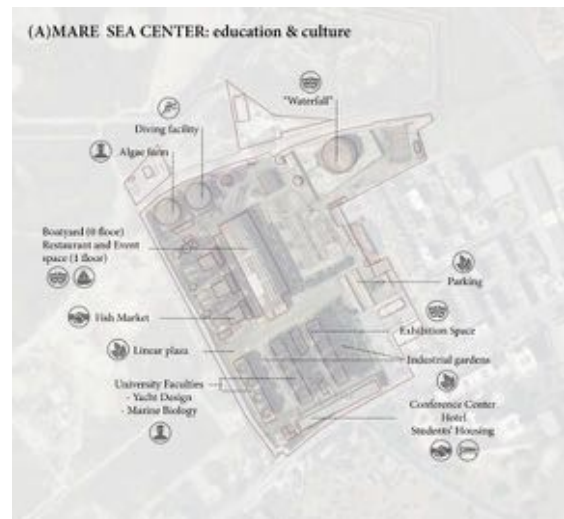 (A)MARE SEA CENTER: education & culture
"Waterfall"
Diving facility
Algae farm
Boatyard (0 floor)
Restaurant and Event
space (1 floor)
Parking
Fish Market
Exhibition Space
Linear plaza
Industrial gardens
University Faculties
- Yacht Design
- Marine Biology
Conference Center
Hotel
Students' Housing